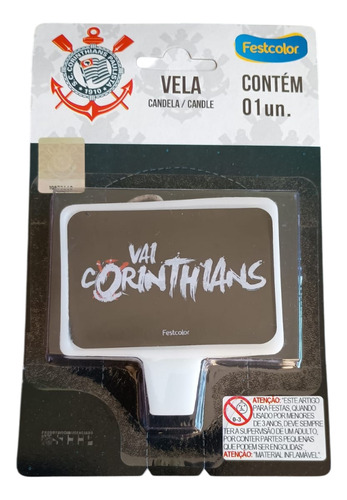 Festcolor
VELA
CANDELA / CANDLE
CONTÉM
01 un.
1910
VAI
CORINTHIANS
Festcolor
ATENÇÃO: "ESTE ARTIGO
PARA FESTAS, QUANDO
USADO POR MENORES
DE 3 ANOS, DEVE SEMPRE
TER A SUPERVISÃO DE UM ADULTO,
POR CONTER PARTES PEQUENAS
QUE PODEM SER ENGOLIDAS".
ATENÇÃO: "MATERIAL INFLAMÁVEL".